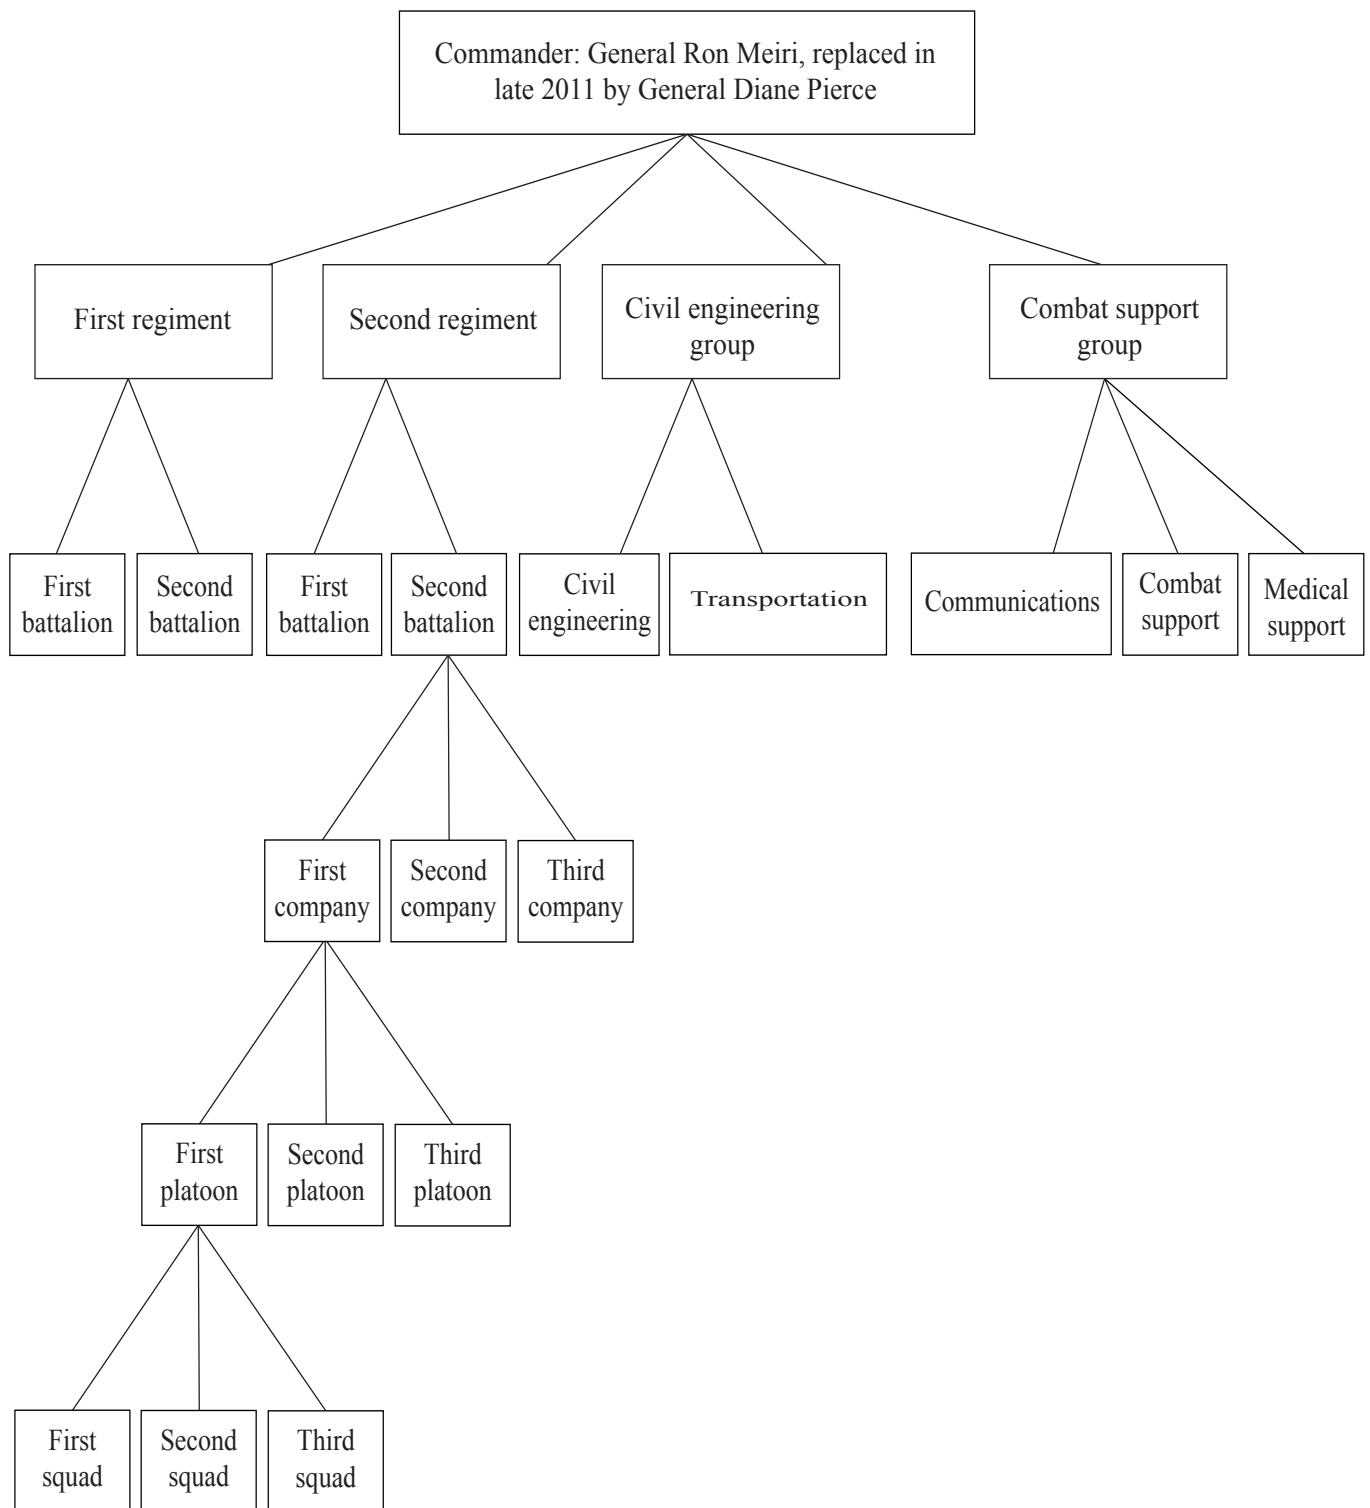 Commander: General Ron Meiri, replaced in
late 2011 by General Diane Pierce
First regiment
Second regiment
Civil engineering
group
Combat support
group
First
battalion
Second
battalion
First
battalion
Second
battalion
Civil
engineering
Transportation
Communications
Combat
support
Medical
support
First
company
Second
company
Third
company
First
platoon
Second
platoon
Third
platoon
First
squad
Second
squad
Third
squad